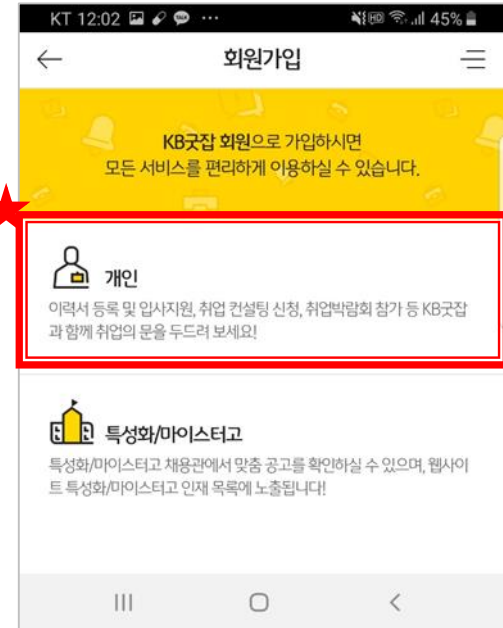 KT 12:02 ... HD 45%
회원가입
KB굿잡 회원으로 가입하시면
모든 서비스를 편리하게 이용하실 수 있습니다.
개인
이력서 등록 및 입사지원, 취업 컨설팅 신청, 취업박람회 참가 등 KB굿잡
과 함께 취업의 문을 두드려 보세요!
특성화/마이스터고
특성화/마이스터고 채용관에서 맞춤 공고를 확인하실 수 있으며, 웹사이
트 특성화/마이스터고 인재 목록에 노출됩니다!